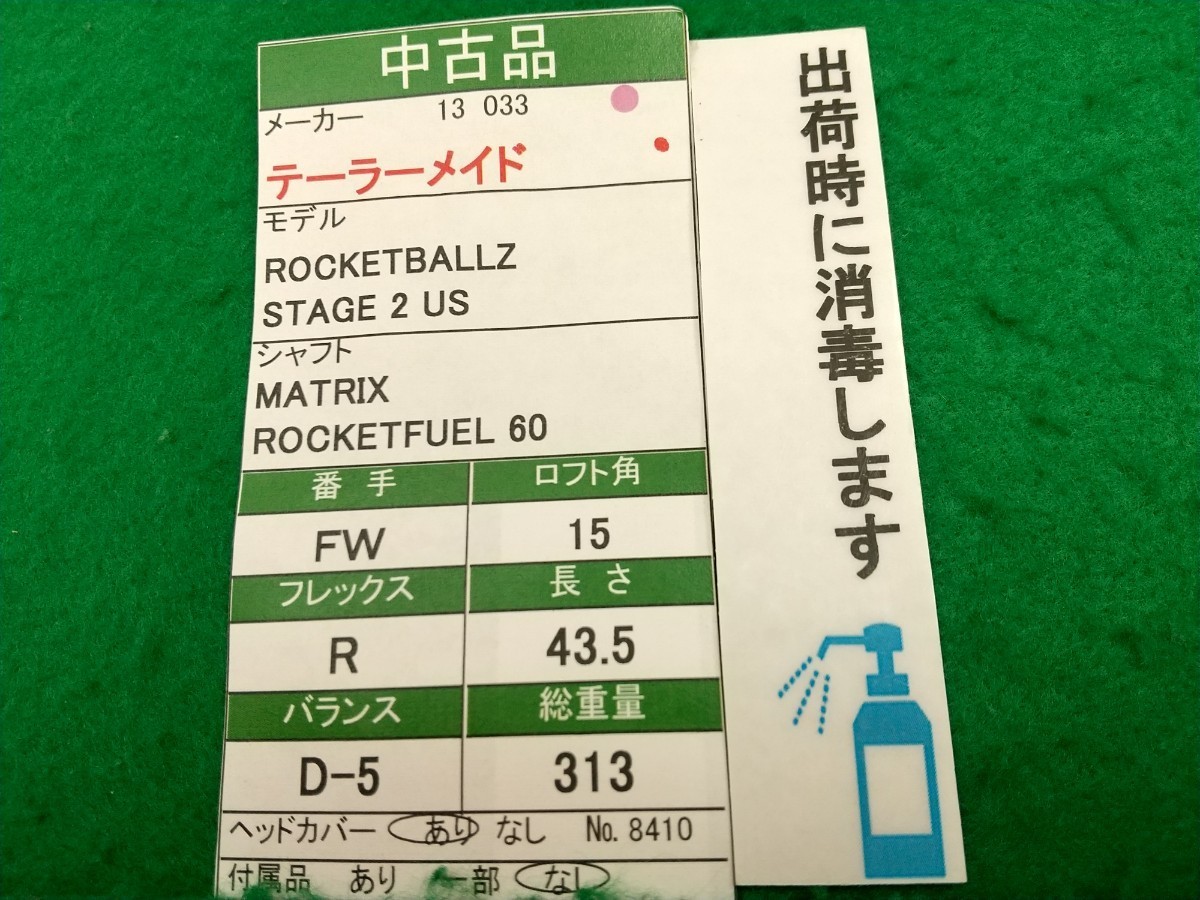 中古品
メーカー 13 033
テーラーメイド
モデル
ROCKETBALLZ
STAGE 2 US
シャフト
MATRIX
ROCKETFUEL 60
番手 ロフト角
FW 15
フレックス 長さ
R 43.5
バランス 総重量
D-5 313
ヘッドカバー あり なし No. 8410
付属品 あり 一部 なし
出荷時に消毒します